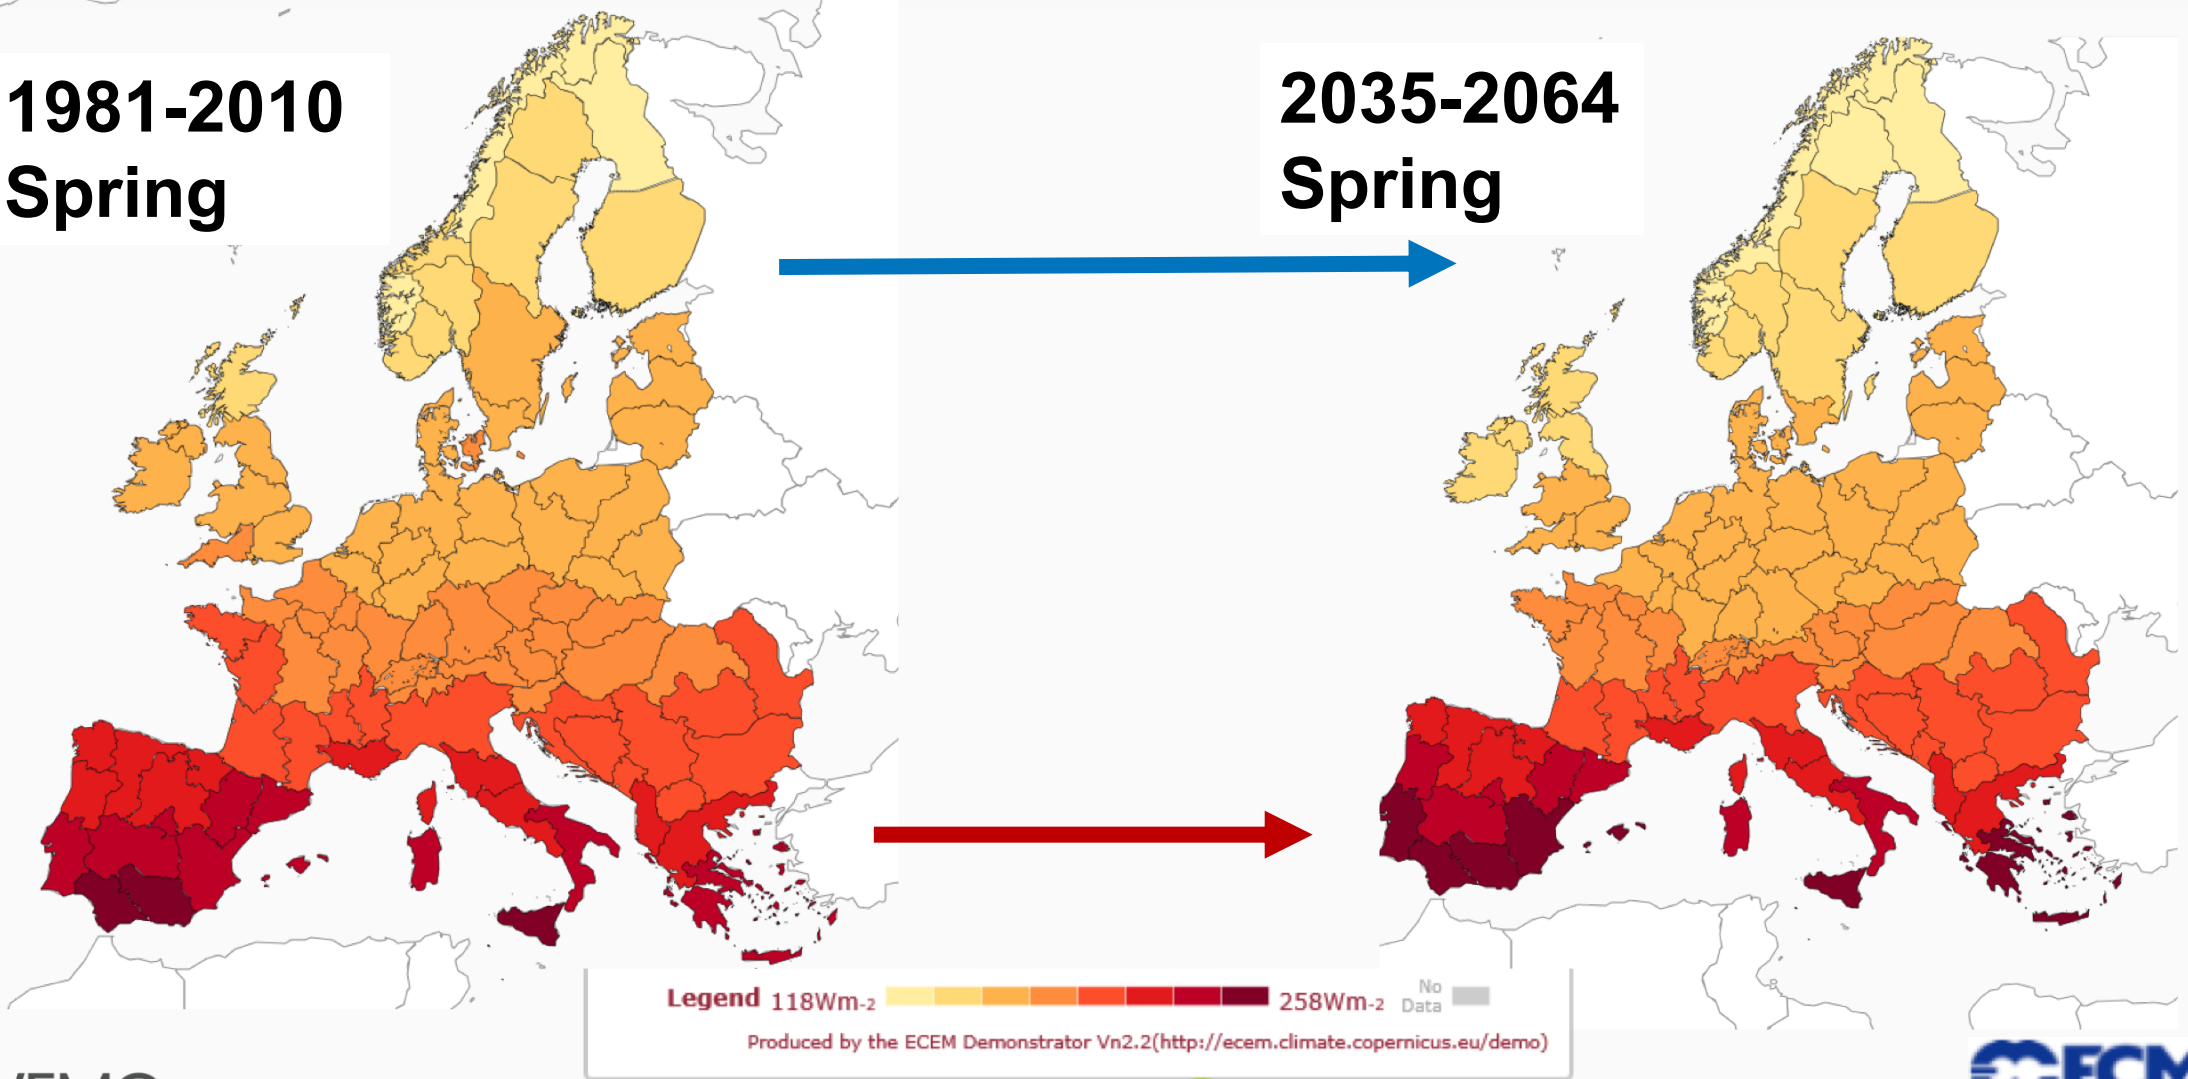 1981-2010
Spring
2035-2064
Spring
Legend 118Wm-2 258Wm-2 No Data
Produced by the ECEM Demonstrator Vn2.2(http://ecem.climate.copernicus.eu/demo)